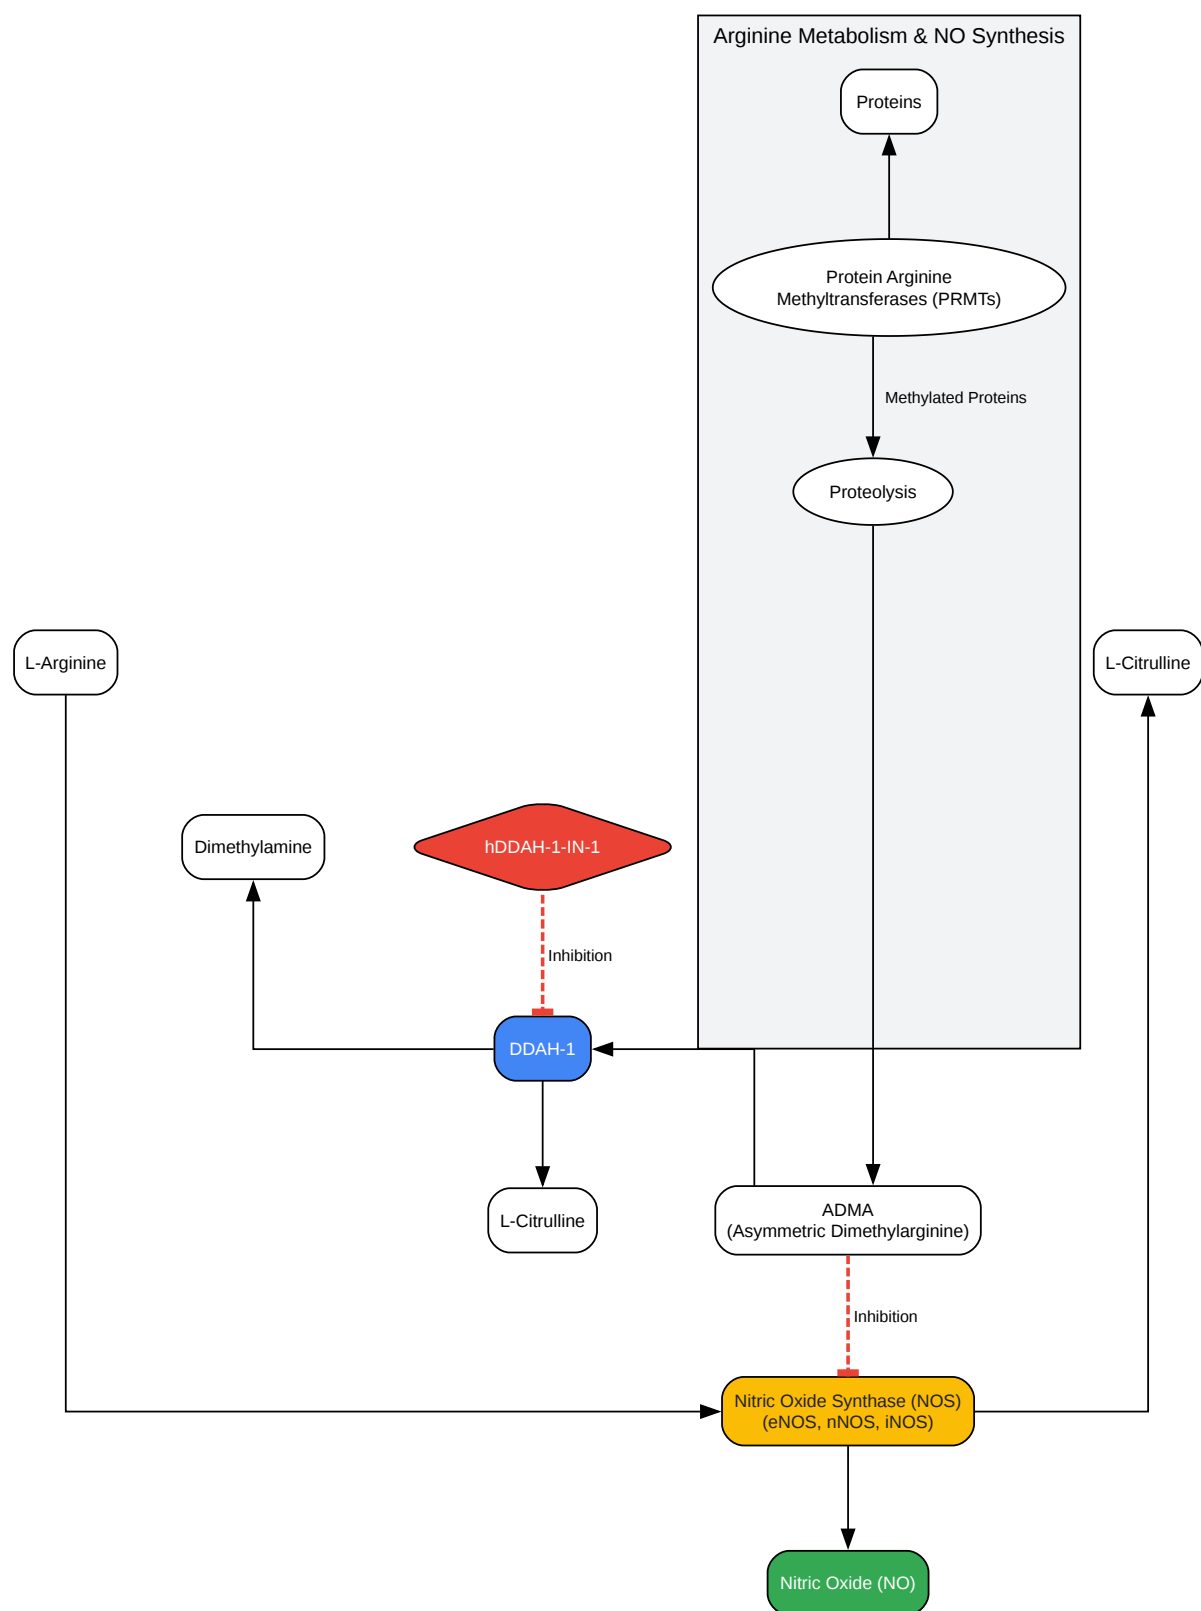 Arginine Metabolism & NO Synthesis
Proteins
Protein Arginine
Methyltransferases (PRMTs)
Methylated Proteins
Proteolysis
L-Arginine
L-Citrulline
Dimethylamine
hDDAH-1-IN-1
Inhibition
DDAH-1
L-Citrulline
ADMA
(Asymmetric Dimethylarginine)
Inhibition
Nitric Oxide Synthase (NOS)
(eNOS, nNOS, iNOS)
Nitric Oxide (NO)